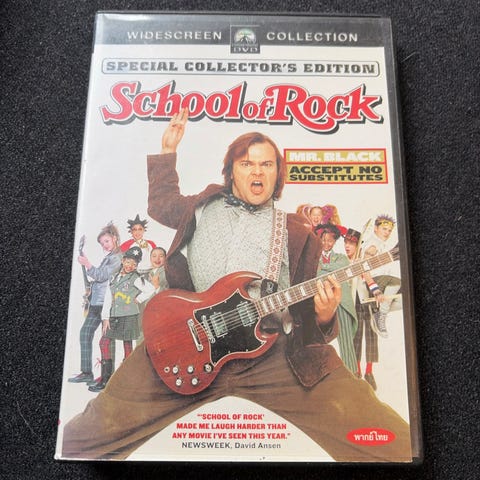 WIDESCREEN DVD COLLECTION
SPECIAL COLLECTOR'S EDITION
School of Rock
MR. BLACK
ACCEPT NO
SUBSTITUTES
"'SCHOOL OF ROCK'
MADE ME LAUGH HARDER THAN
ANY MOVIE I'VE SEEN THIS YEAR."
NEWSWEEK, David Ansen
พากย์ไทย